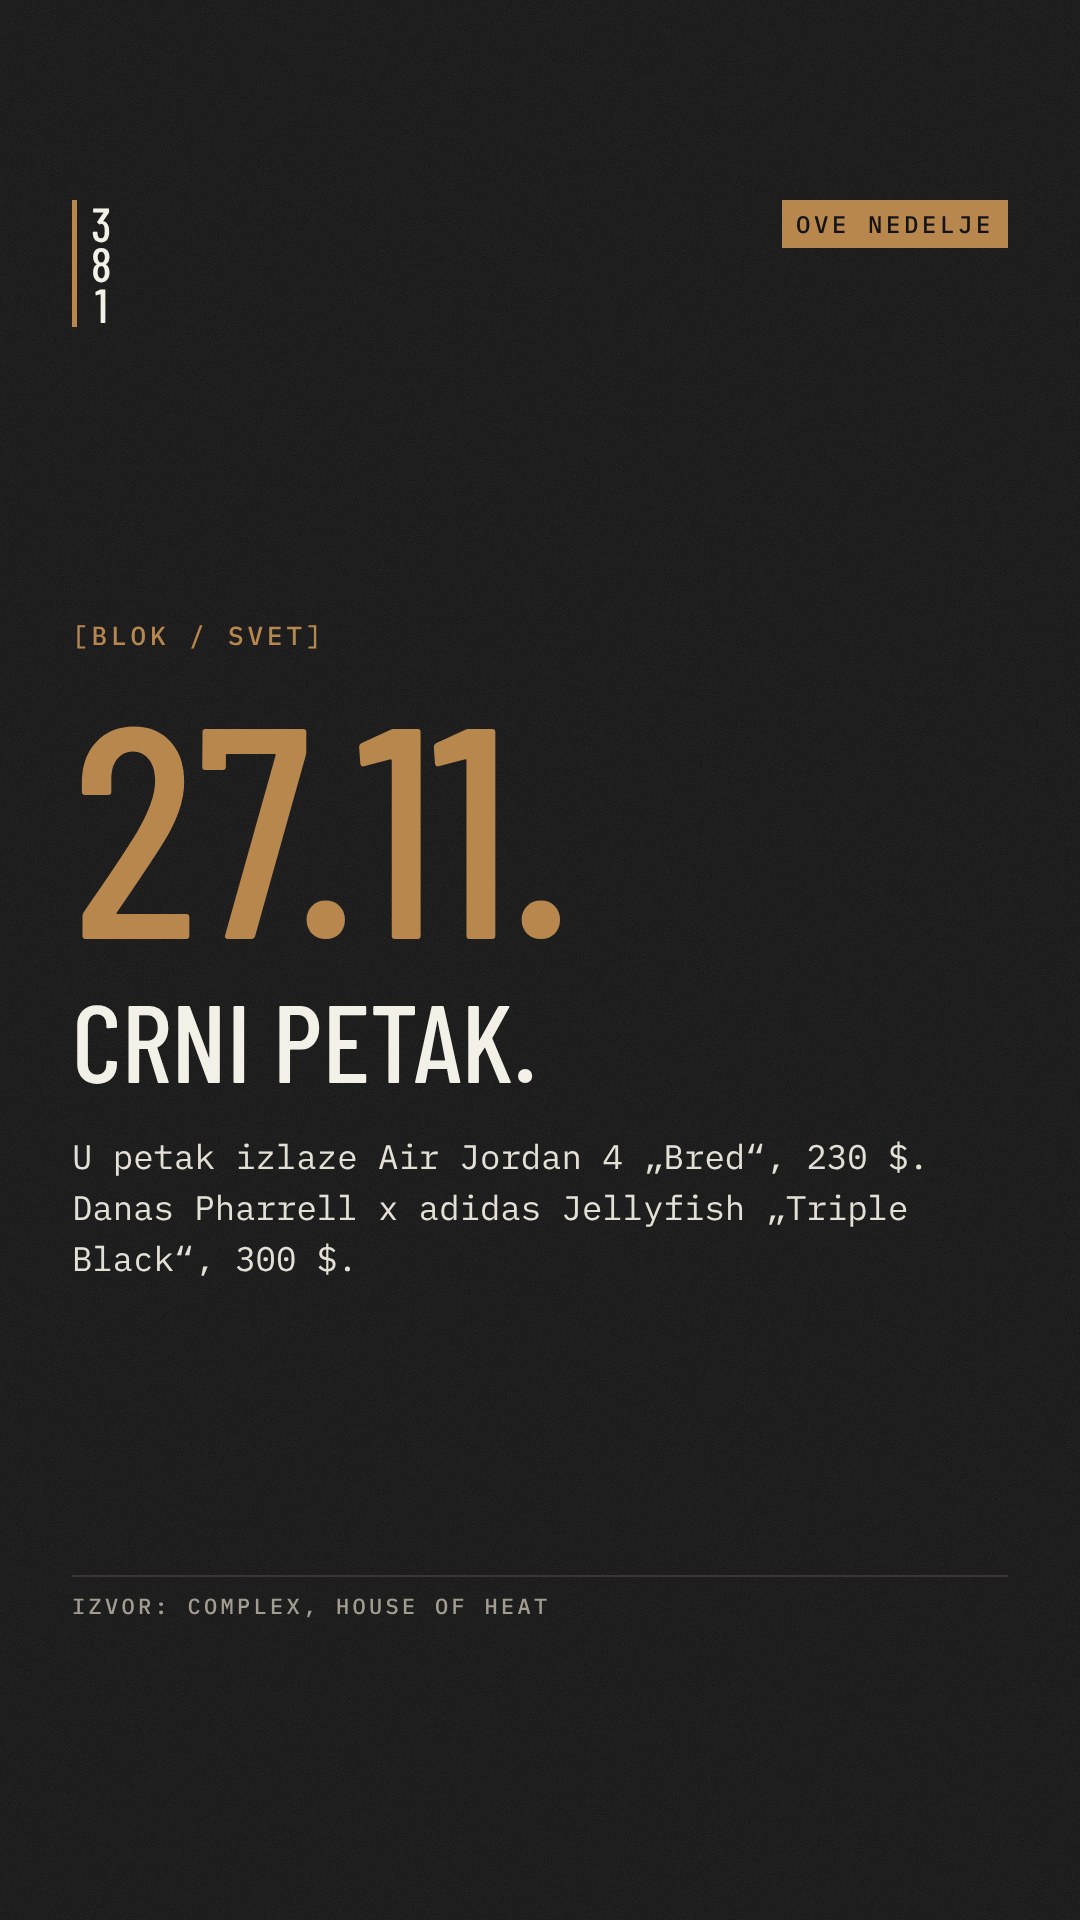 3
8
1
OVE NEDELJE
[BLOK / SVET]
27.11.
CRNI PETAK.
U petak izlaze Air Jordan 4 „Bred“, 230 $.
Danas Pharrell x adidas Jellyfish „Triple
Black“, 300 $.
IZVOR: COMPLEX, HOUSE OF HEAT